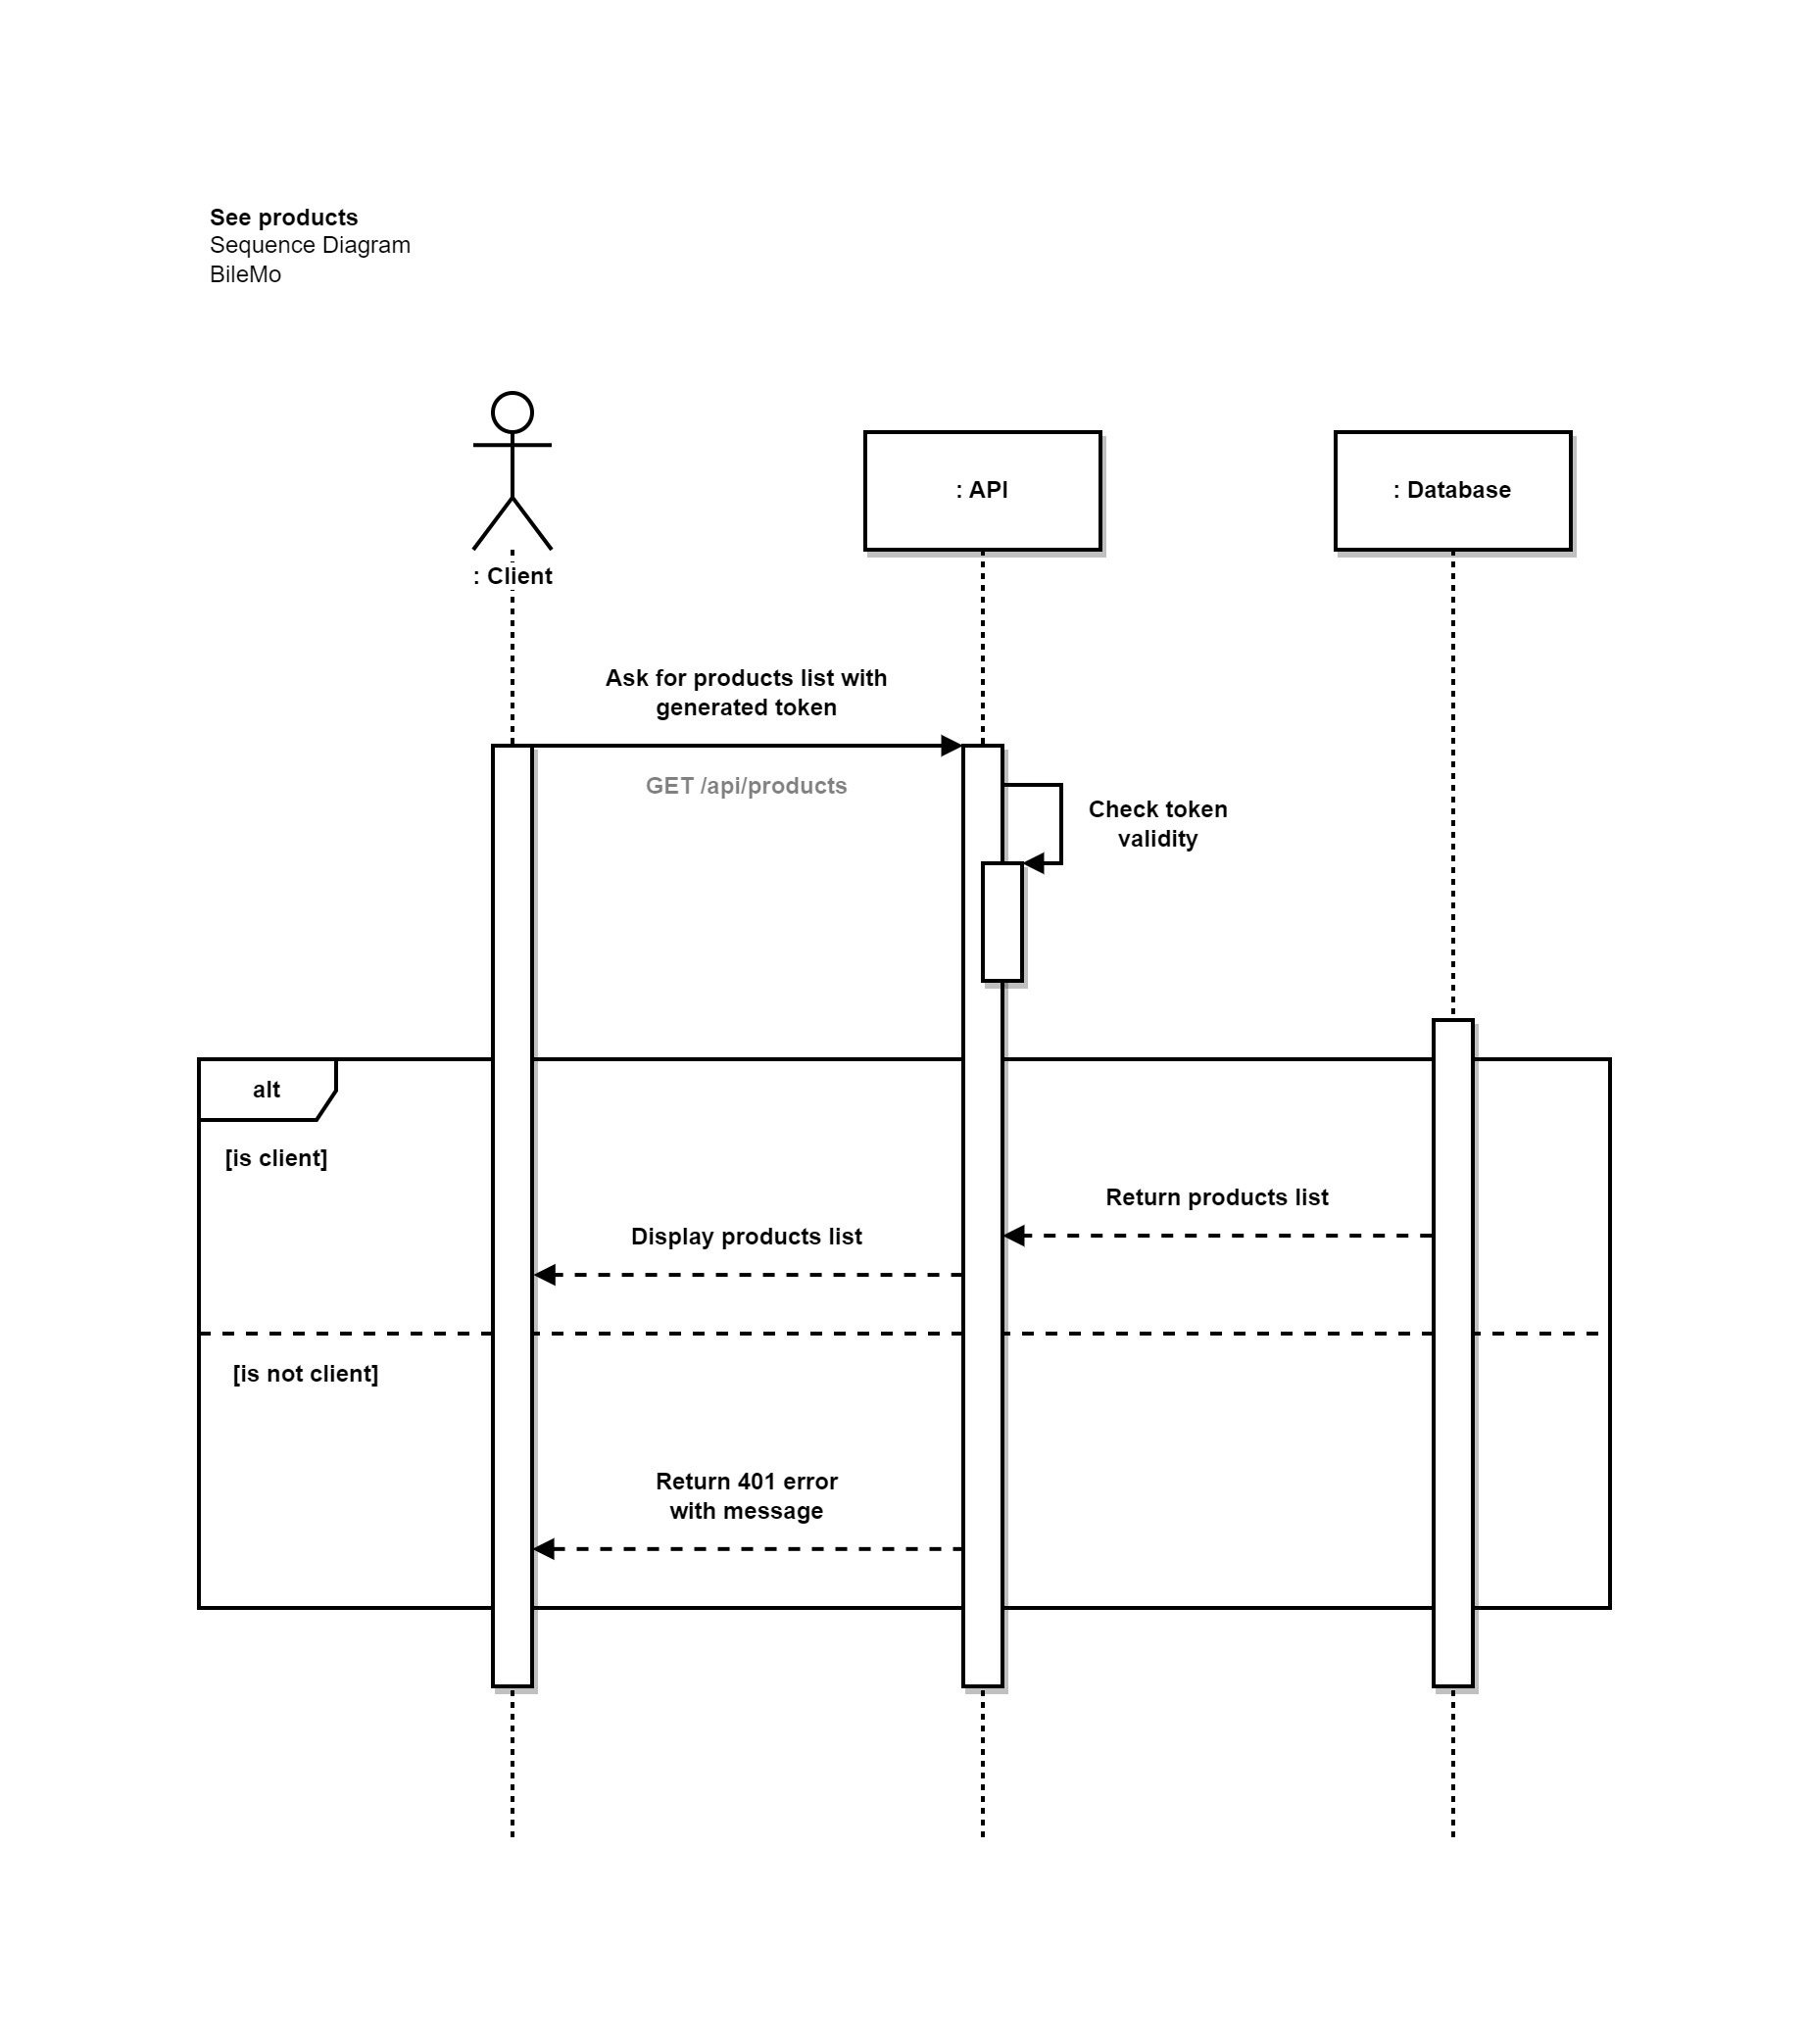 See products
Sequence Diagram
BileMo
: API
: Database
: Client
Ask for products list with
generated token
GET /api/products
Check token
validity
alt
[is client]
Return products list
Display products list
[is not client]
Return 401 error
with message